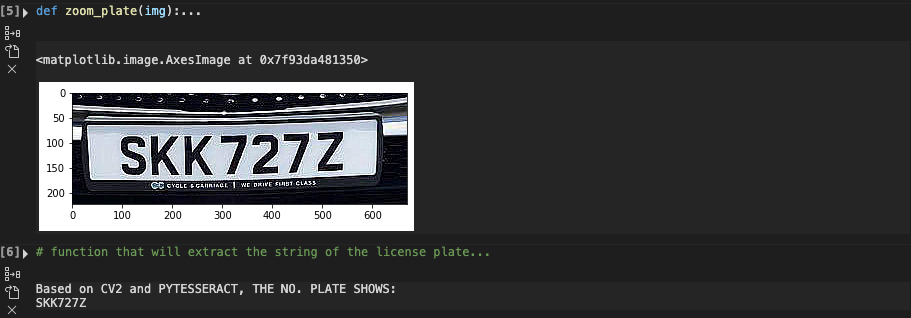 [5] def zoom_plate(img):...
<matplotlib.image.AxesImage at 0x7f93da481350>
0
50
100
150
200
SKK727Z
CYCLE & CARRIAGE | WE DRIVE FIRST CLASS
0 100 200 300 400 500 600
[6] # function that will extract the string of the license plate...
Based on CV2 and PYTESSERACT, THE NO. PLATE SHOWS:
SKK727Z